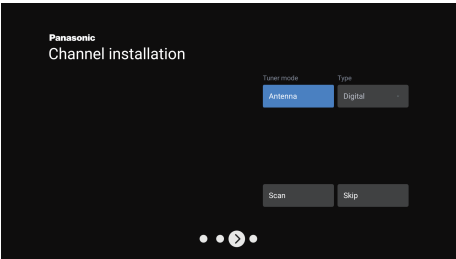 Panasonic
Channel installation
Tuner mode
Type
Antenna
Digital
Scan
Skip